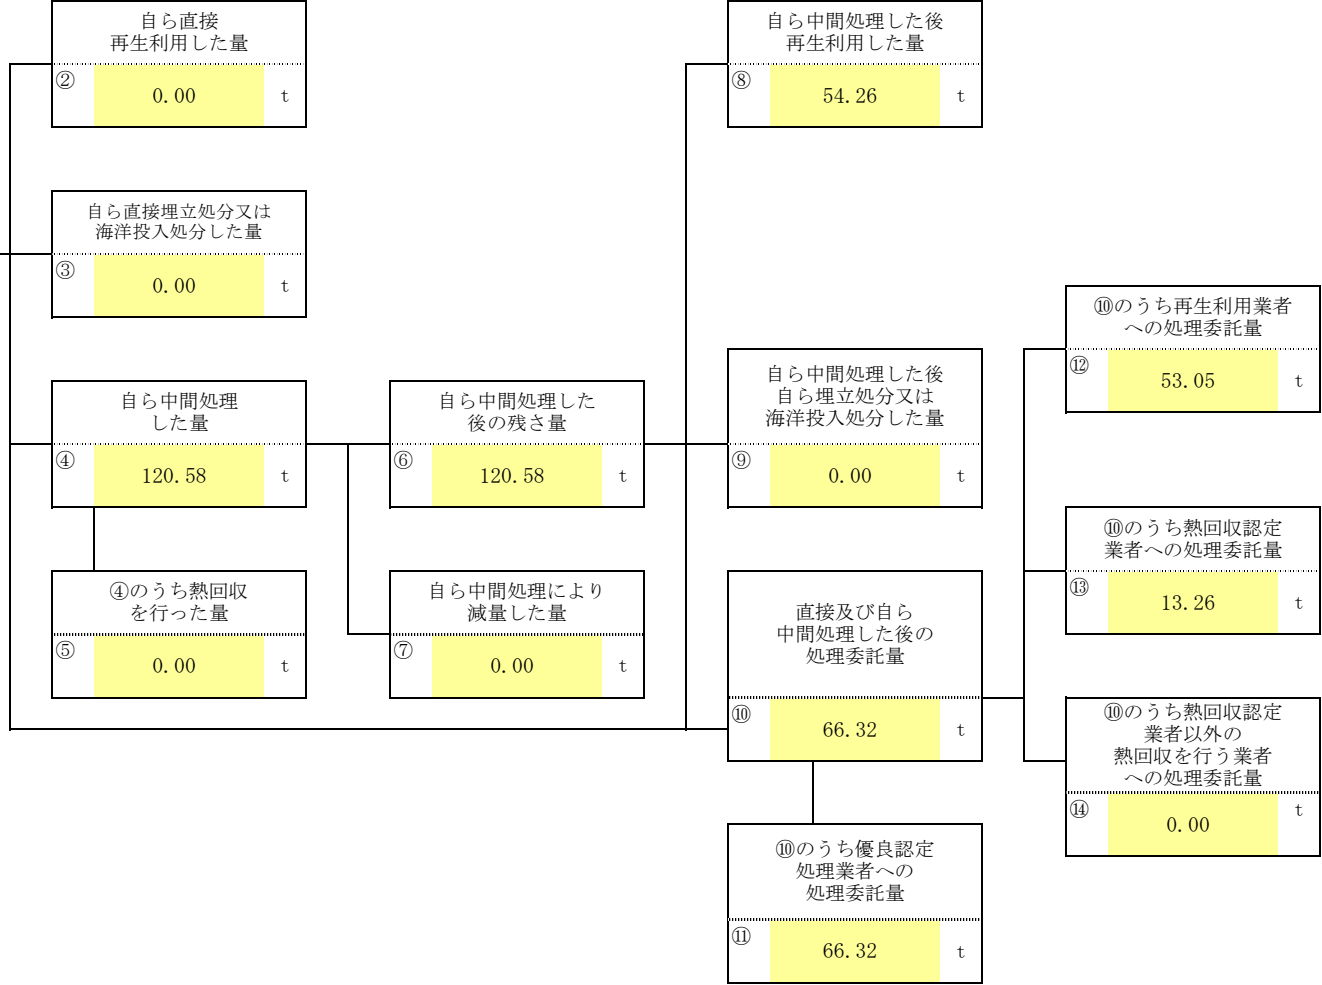 自ら直接
再生利用した量
②
0.00
t
自ら直接埋立処分又は
海洋投入処分した量
③
0.00
t
自ら中間処理
した量
④
120.58
t
④のうち熱回収
を行った量
⑤
0.00
t
自ら中間処理した
後の残さ量
⑥
120.58
t
自ら中間処理により
減量した量
⑦
0.00
t
自ら中間処理した後
再生利用した量
⑧
54.26
t
自ら中間処理した後
自ら埋立処分又は
海洋投入処分した量
⑨
0.00
t
直接及び自ら
中間処理した後の
処理委託量
⑩
66.32
t
⑩のうち優良認定
処理業者への
処理委託量
⑪
66.32
t
⑩のうち再生利用業者
への処理委託量
⑫
53.05
t
⑩のうち熱回収認定
業者への処理委託量
⑬
13.26
t
⑩のうち熱回収認定
業者以外の
熱回収を行う業者
への処理委託量
⑭
0.00
t